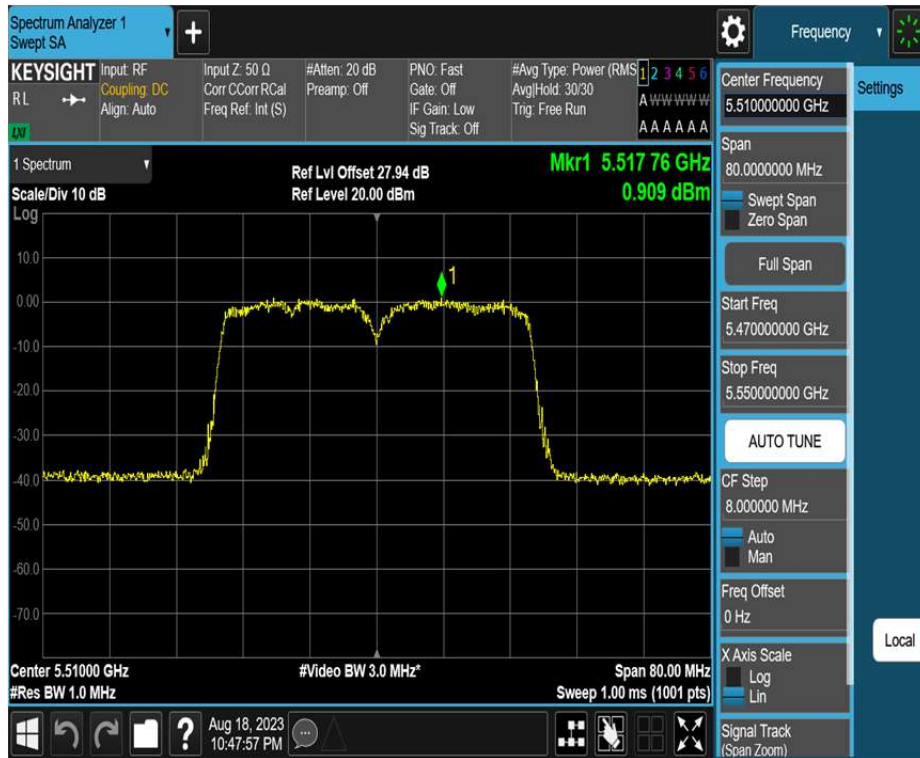 Spectrum Analyzer 1
Swept SA
Frequency
KEYSIGHT
R L
LXI
Input: RF
Coupling: DC
Align: Auto
Input Z: 50 Ω
Corr CCorr RCal
Freq Ref: Int (S)
#Atten: 20 dB
Preamp: Off
PNO: Fast
Gate: Off
IF Gain: Low
Sig Track: Off
#Avg Type: Power (RMS
Avg|Hold: 30/30
Trig: Free Run
1 2 3 4 5 6
A W W W W W
A A A A A A
Center Frequency
5.510000000 GHz
Settings
Span
80.0000000 MHz
Swept Span
Zero Span
Full Span
Start Freq
5.470000000 GHz
Stop Freq
5.550000000 GHz
AUTO TUNE
CF Step
8.000000 MHz
Auto
Man
Freq Offset
0 Hz
X Axis Scale
Log
Lin
Signal Track
(Span Zoom)
Local
1 Spectrum
Scale/Div 10 dB
Log
Ref Lvl Offset 27.94 dB
Ref Level 20.00 dBm
Mkr1 5.517 76 GHz
0.909 dBm
1
10.0
0.00
-10.0
-20.0
-30.0
-40.0
-50.0
-60.0
-70.0
Center 5.51000 GHz
#Res BW 1.0 MHz
#Video BW 3.0 MHz*
Span 80.00 MHz
Sweep 1.00 ms (1001 pts)
?
Aug 18, 2023
10:47:57 PM